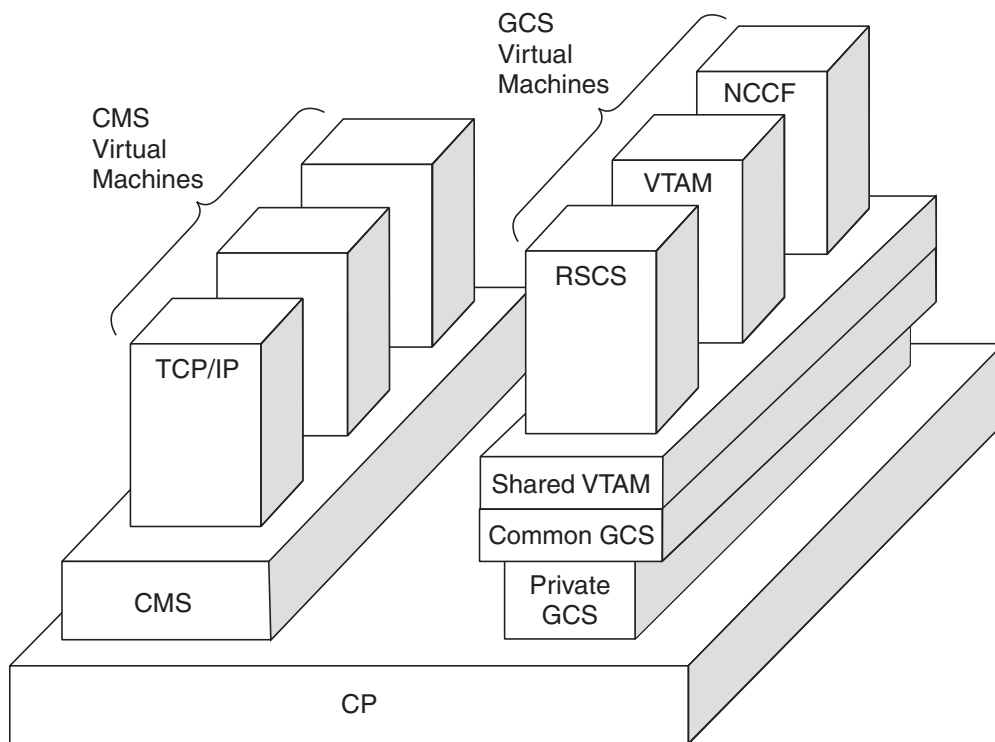 GCS
Virtual
Machines
NCCF
CMS
Virtual
Machines
VTAM
RSCS
TCP/IP
Shared VTAM
Common GCS
Private
GCS
CMS
CP